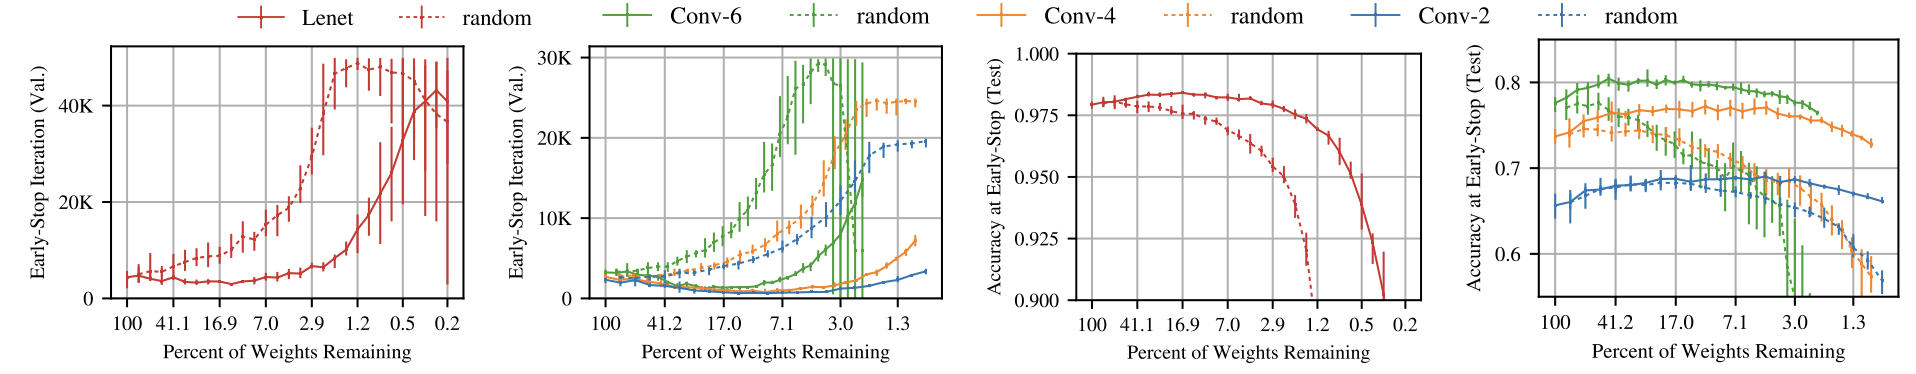 Lenet random Conv-6 random Conv-4 random Conv-2 random
Early-Stop Iteration (Val.)
40K
20K
0
100 41.1 16.9 7.0 2.9 1.2 0.5 0.2
Percent of Weights Remaining
Early-Stop Iteration (Val.)
30K
20K
10K
0
100 41.2 17.0 7.1 3.0 1.3
Percent of Weights Remaining
Accuracy at Early-Stop (Test)
1.000
0.975
0.950
0.925
0.900
100 41.1 16.9 7.0 2.9 1.2 0.5 0.2
Percent of Weights Remaining
Accuracy at Early-Stop (Test)
0.8
0.7
0.6
100 41.2 17.0 7.1 3.0 1.3
Percent of Weights Remaining